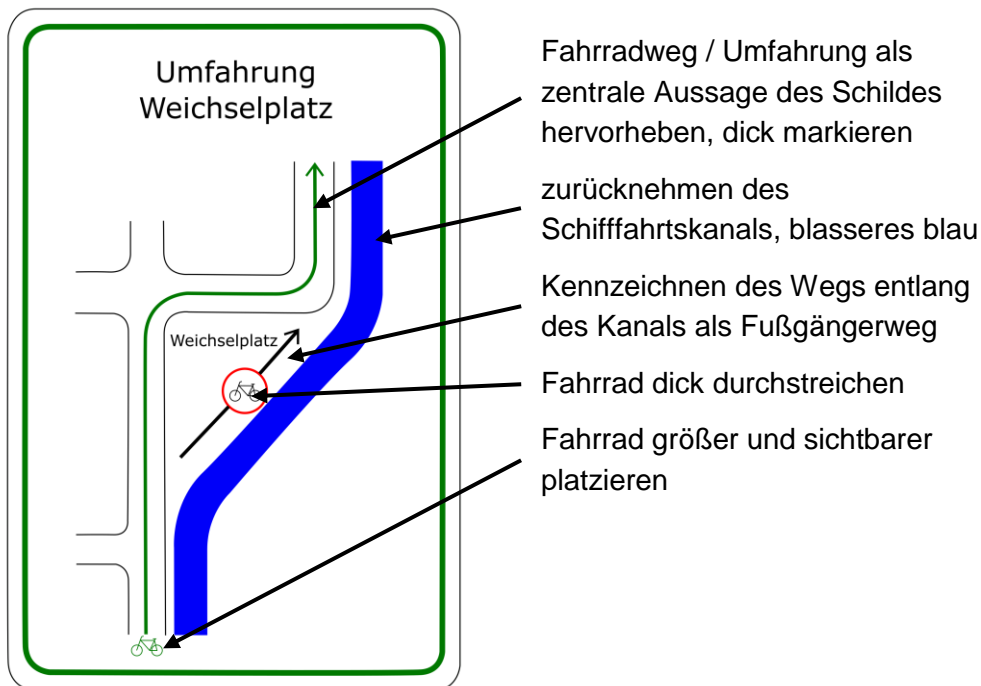 Umfahrung
Weichselplatz
Weichselplatz
Fahrradweg / Umfahrung als
zentrale Aussage des Schildes
hervorheben, dick markieren
zurücknehmen des
Schifffahrtskanals, blasseres blau
Kennzeichnen des Wegs entlang
des Kanals als Fußgängerweg
Fahrrad dick durchstreichen
Fahrrad größer und sichtbarer
platzieren